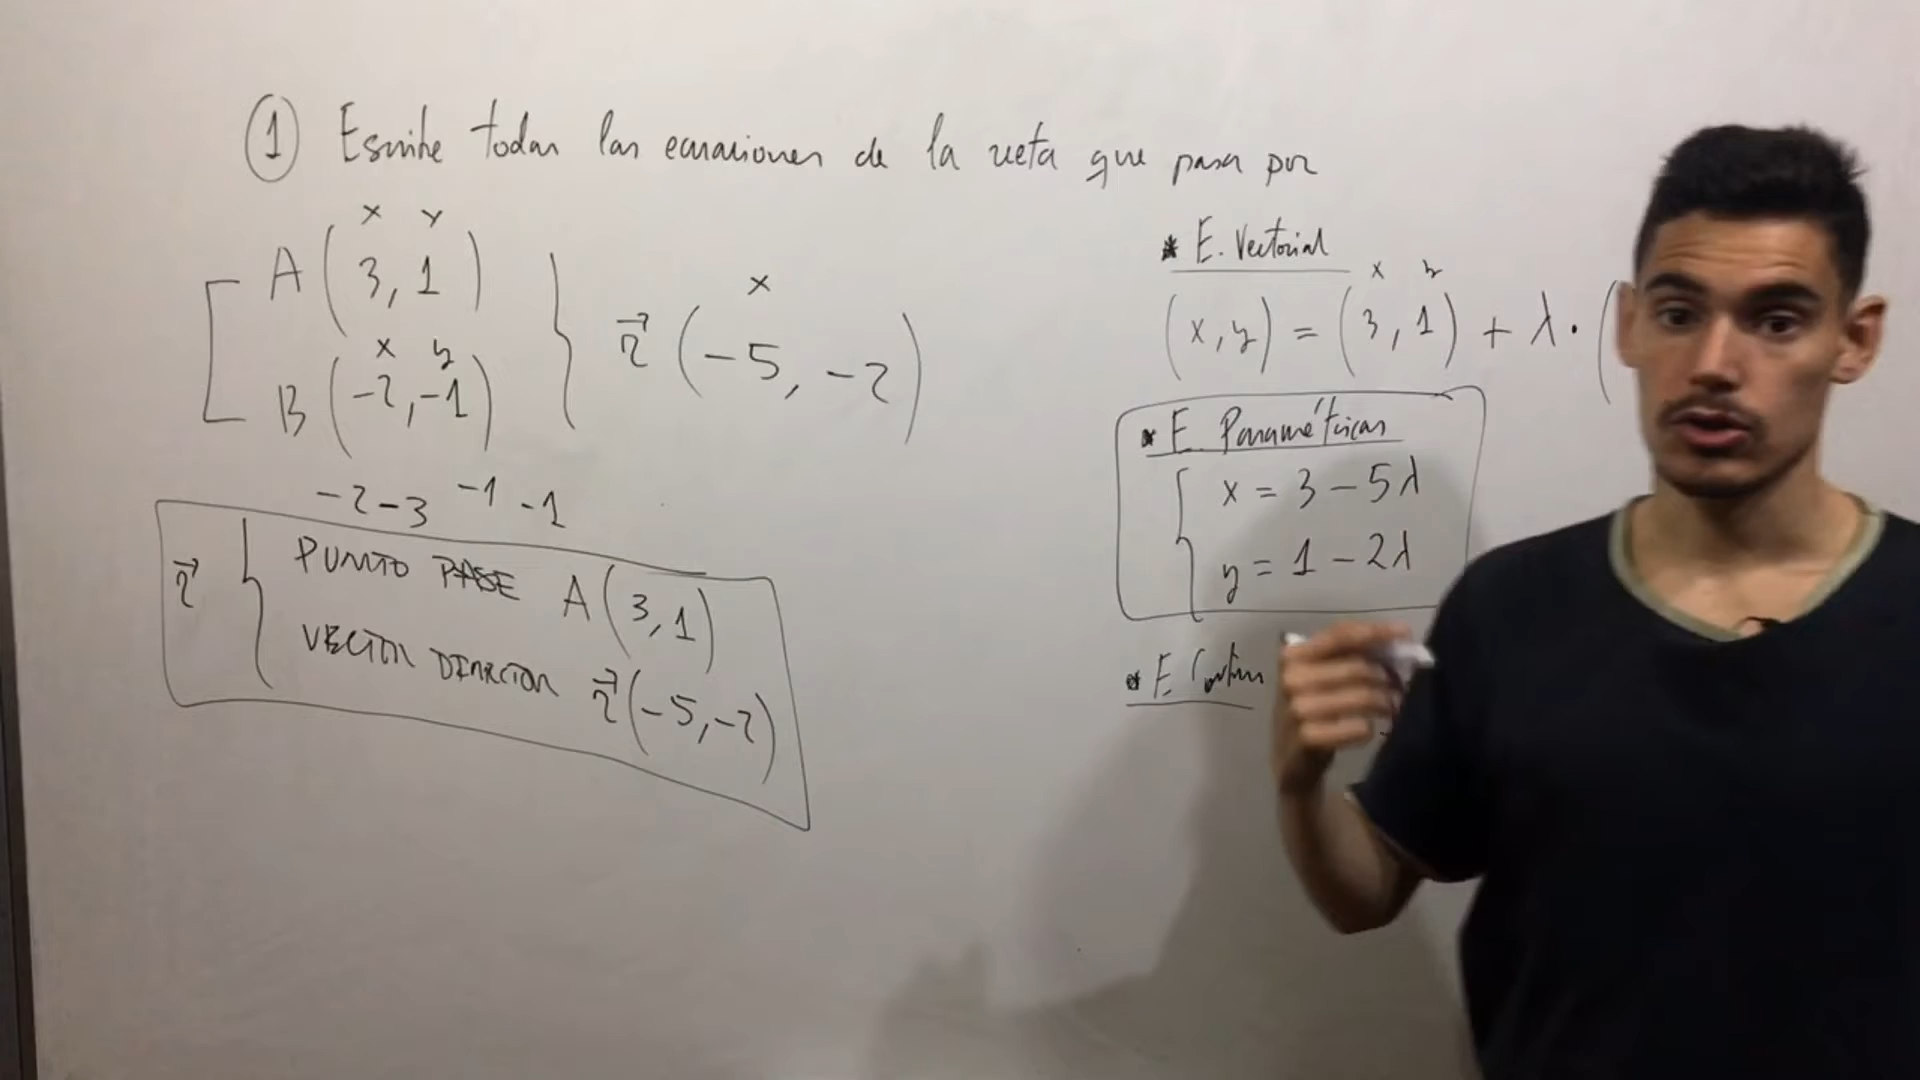 ① Escribe todas las ecuaciones de la recta que pasa por
x y
A (3, 1)
x y
B (-2, -1)
x
r⃗ (-5, -2)
-2-3 -1-1
r⃗ { PUNTO BASE A (3, 1)
VECTOR DIRECTOR r⃗ (-5, -2)
* E. Vectorial
x y
(x, y) = (3, 1) + λ · (
* E. Paramétricas
x = 3 - 5λ
y = 1 - 2λ
* E.